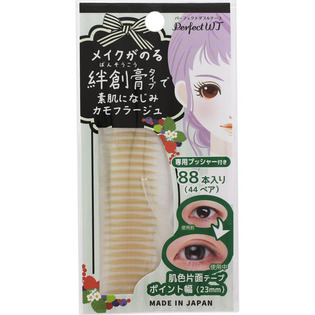 パーフェクトダブルテープ
Perfect WT
メイクがのる
ばんそうこう
絆創膏タイプで
素肌になじみ
カモフラージュ
専用プッシャー付き
88本入り
(44ペア)
使用前
使用中
肌色片面テープ
ポイント幅(23mm)
MADE IN JAPAN